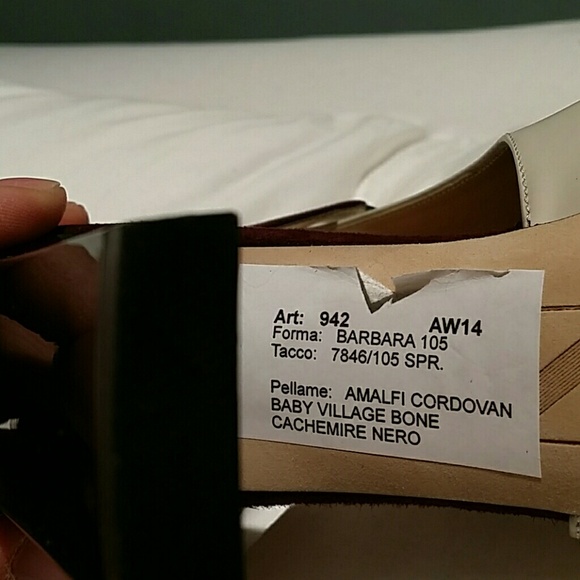 Art: 942 AW14
Forma: BARBARA 105
Tacco: 7846/105 SPR.
Pellame: AMALFI CORDOVAN
BABY VILLAGE BONE
CACHEMIRE NERO